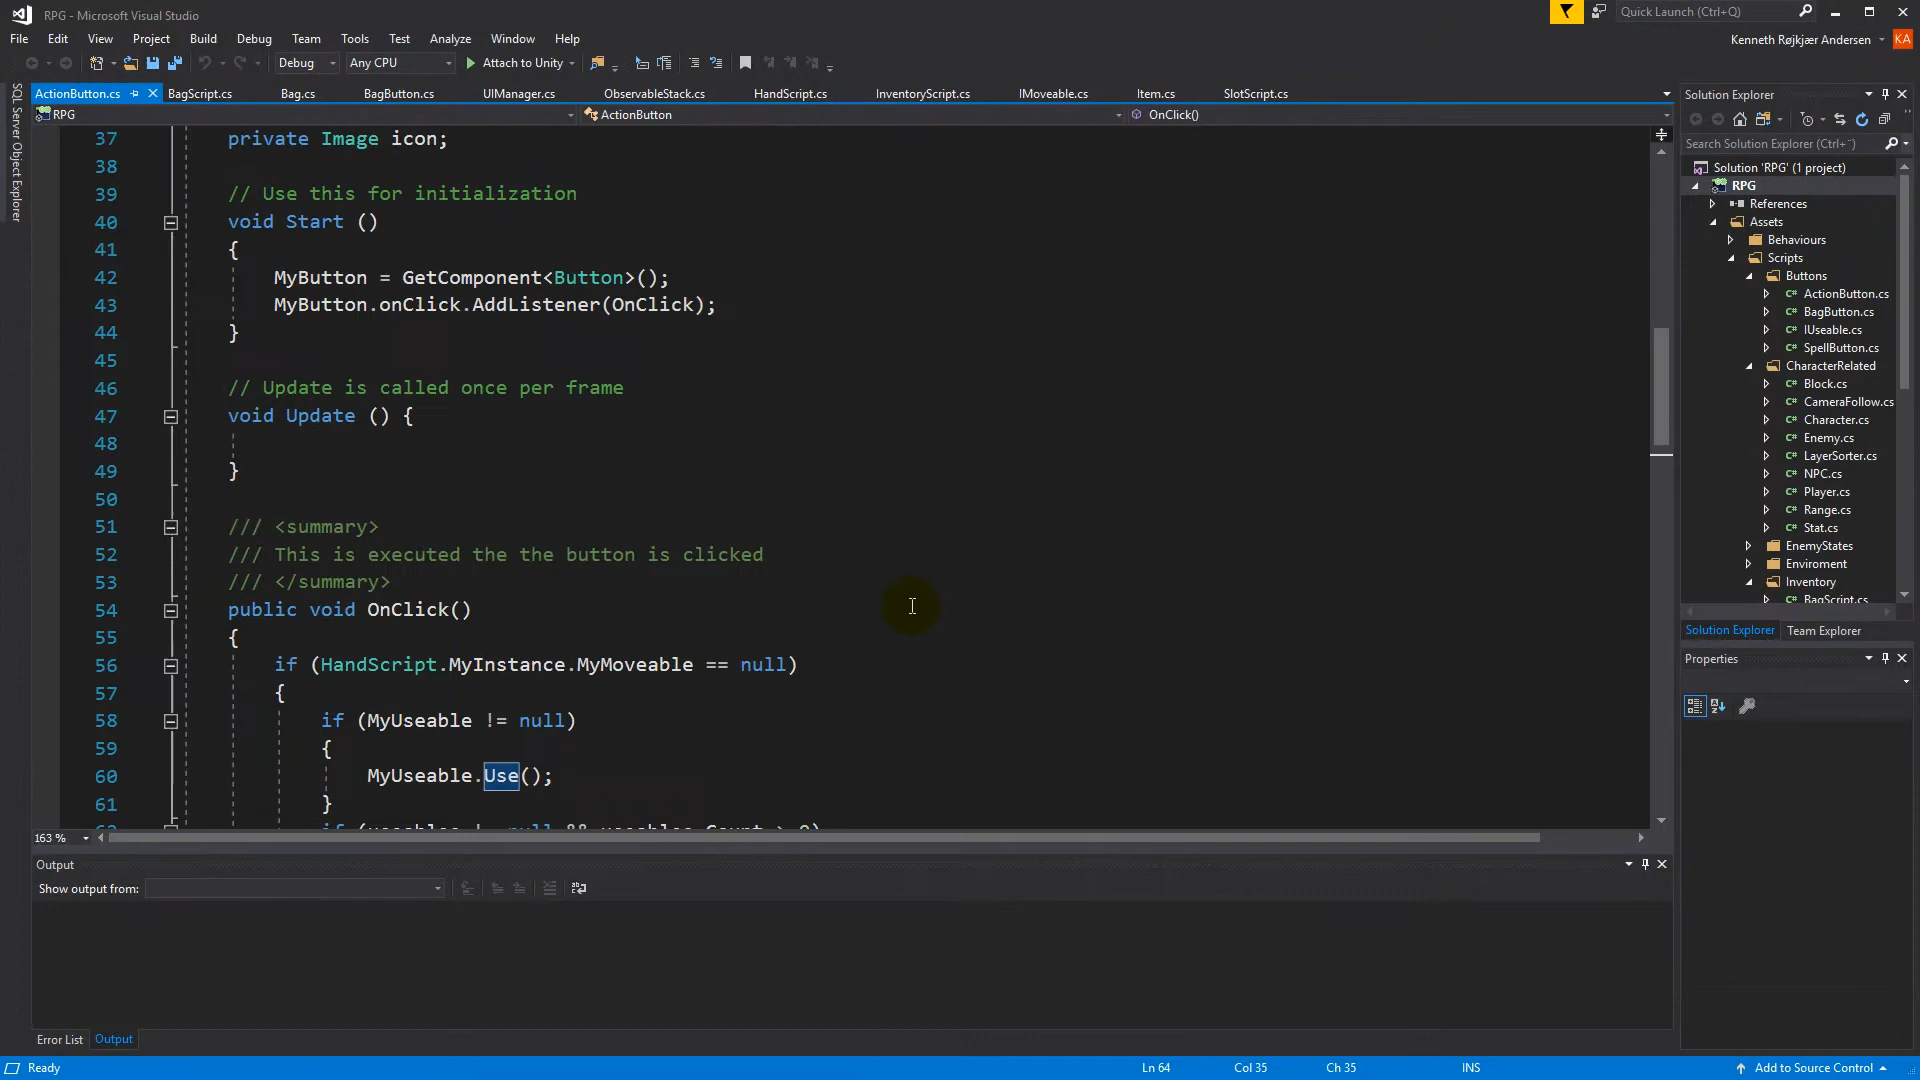 RPG - Microsoft Visual Studio
Quick Launch (Ctrl+Q)
File Edit View Project Build Debug Team Tools Test Analyze Window Help
Kenneth Røjkjær Andersen KA
Debug Any CPU Attach to Unity
SQL Server Object Explorer
ActionButton.cs BagScript.cs Bag.cs BagButton.cs UIManager.cs ObservableStack.cs HandScript.cs InventoryScript.cs IMoveable.cs Item.cs SlotScript.cs
RPG ActionButton OnClick()
37 private Image icon;
38
39 // Use this for initialization
40 void Start ()
41 {
42 MyButton = GetComponent<Button>();
43 MyButton.onClick.AddListener(OnClick);
44 }
45
46 // Update is called once per frame
47 void Update () {
48
49 }
50
51 /// <summary>
52 /// This is executed the the button is clicked
53 /// </summary>
54 public void OnClick()
55 {
56 if (HandScript.MyInstance.MyMoveable == null)
57 {
58 if (MyUseable != null)
59 {
60 MyUseable.Use();
61 }
163 %
Output
Show output from:
Error List Output
Solution Explorer
Search Solution Explorer (Ctrl+¨)
Solution 'RPG' (1 project)
RPG
References
Assets
Behaviours
Scripts
Buttons
C# ActionButton.cs
C# BagButton.cs
C# IUseable.cs
C# SpellButton.cs
CharacterRelated
C# Block.cs
C# CameraFollow.cs
C# Character.cs
C# Enemy.cs
C# LayerSorter.cs
C# NPC.cs
C# Player.cs
C# Range.cs
C# Stat.cs
EnemyStates
Enviroment
Inventory
C# BagScript.cs
Solution Explorer Team Explorer
Properties
Ready Ln 64 Col 35 Ch 35 INS Add to Source Control